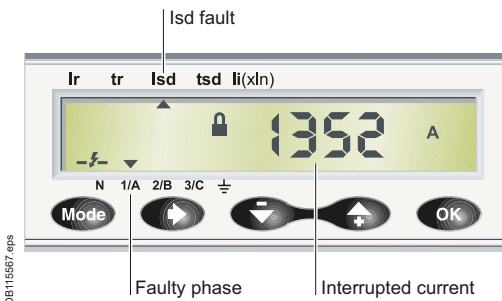 Isd fault
Ir tr Isd tsd Ii(xIn)
1352 A
N 1/A 2/B 3/C
Mode OK
Faulty phase Interrupted current
DB115567.eps